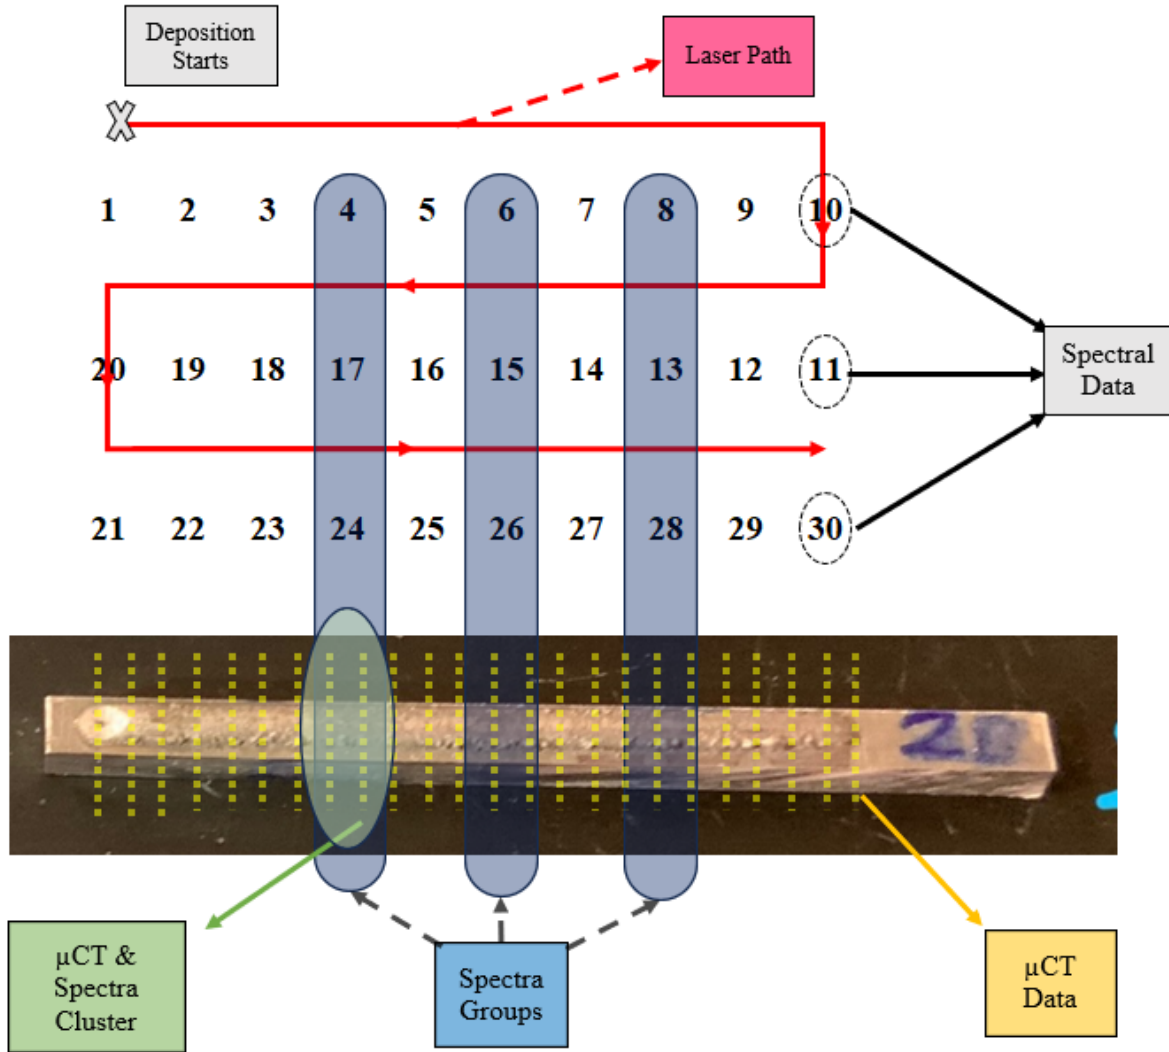 Deposition
Starts
Laser Path
1 2 3 4 5 6 7 8 9 10
20 19 18 17 16 15 14 13 12 11
Spectral
Data
21 22 23 24 25 26 27 28 29 30
µCT &
Spectra
Cluster
Spectra
Groups
µCT
Data